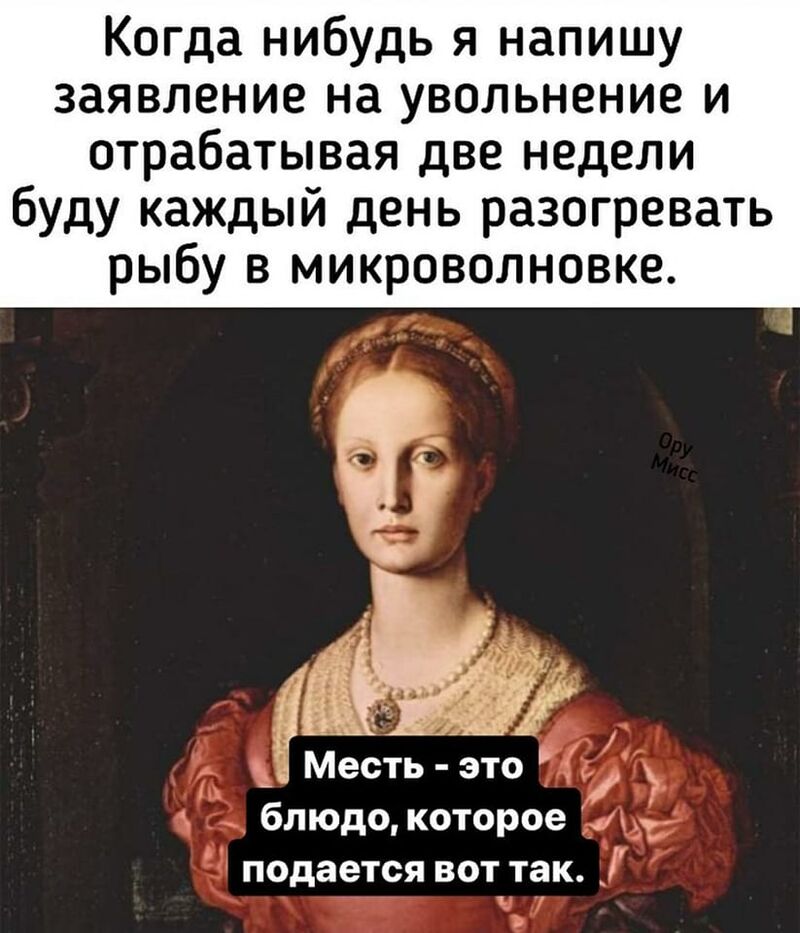 Когда нибудь я напишу
заявление на увольнение и
отрабатывая две недели
буду каждый день разогревать
рыбу в микроволновке.
Ору
Мисс
Месть - это
блюдо, которое
подается вот так.